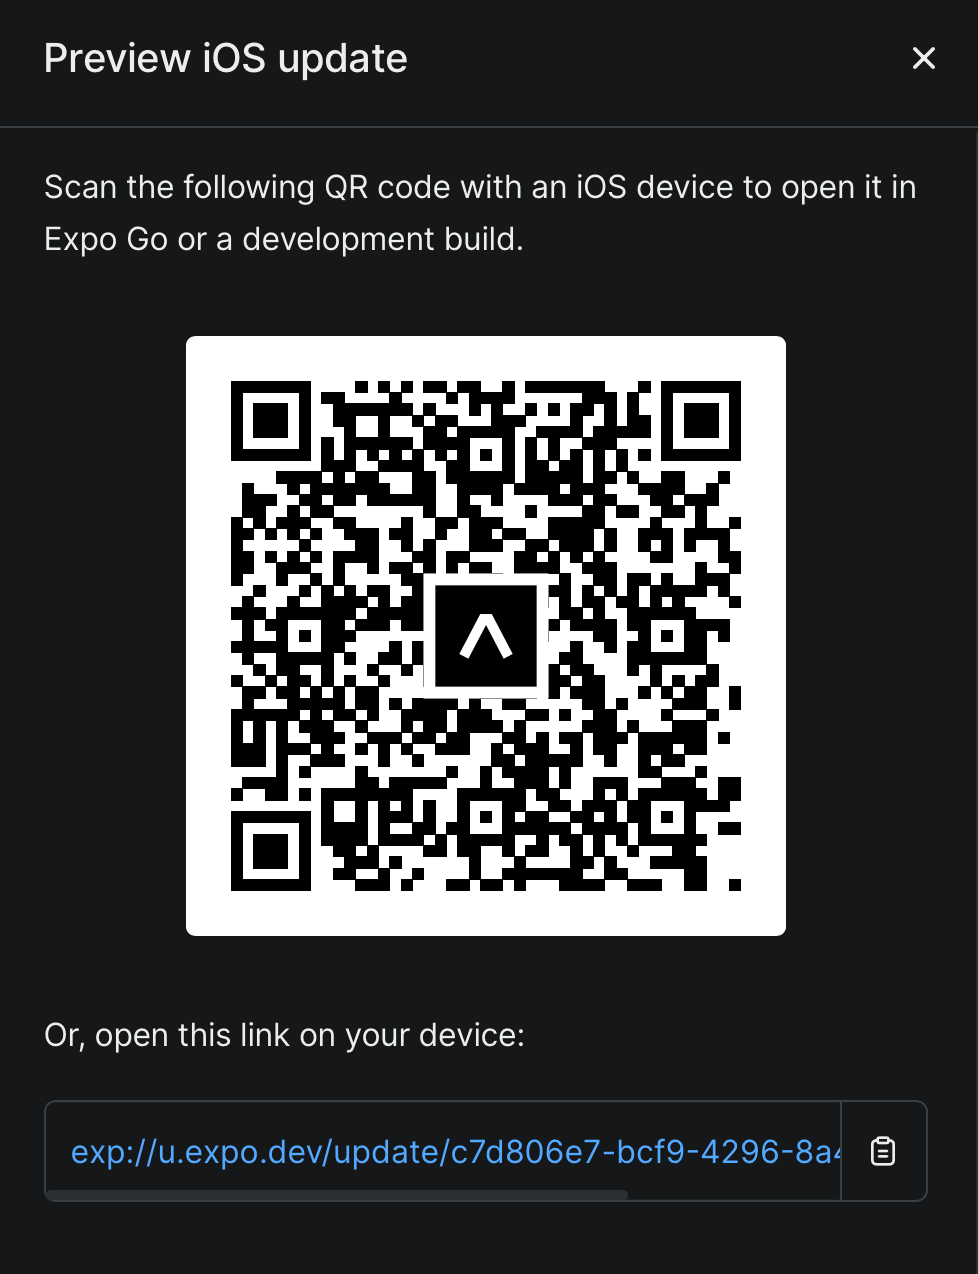 Preview iOS update
Scan the following QR code with an iOS device to open it in
Expo Go or a development build.
Or, open this link on your device:
exp://u.expo.dev/update/c7d806e7-bcf9-4296-8a4